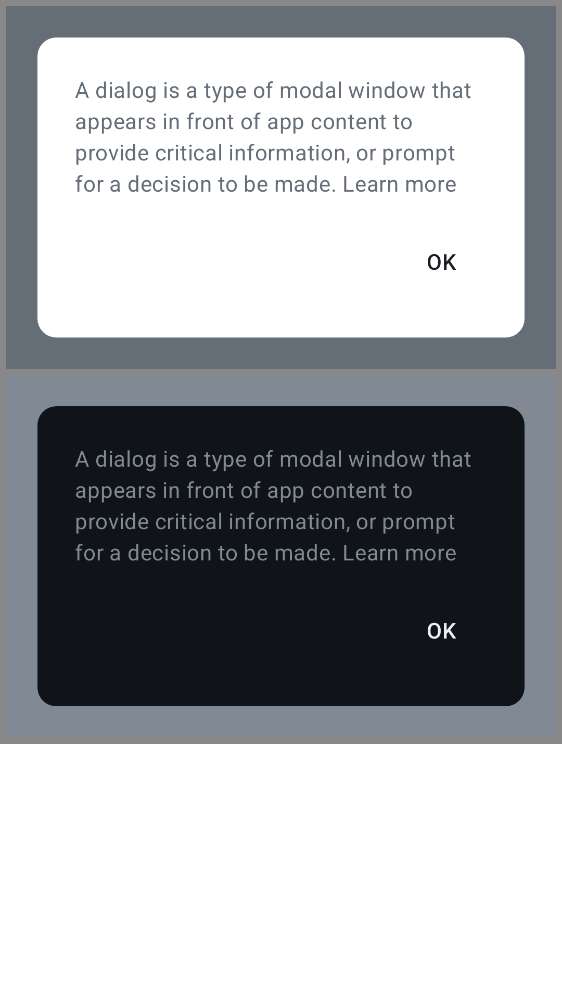 A dialog is a type of modal window that
appears in front of app content to
provide critical information, or prompt
for a decision to be made. Learn more
OK
A dialog is a type of modal window that
appears in front of app content to
provide critical information, or prompt
for a decision to be made. Learn more
OK